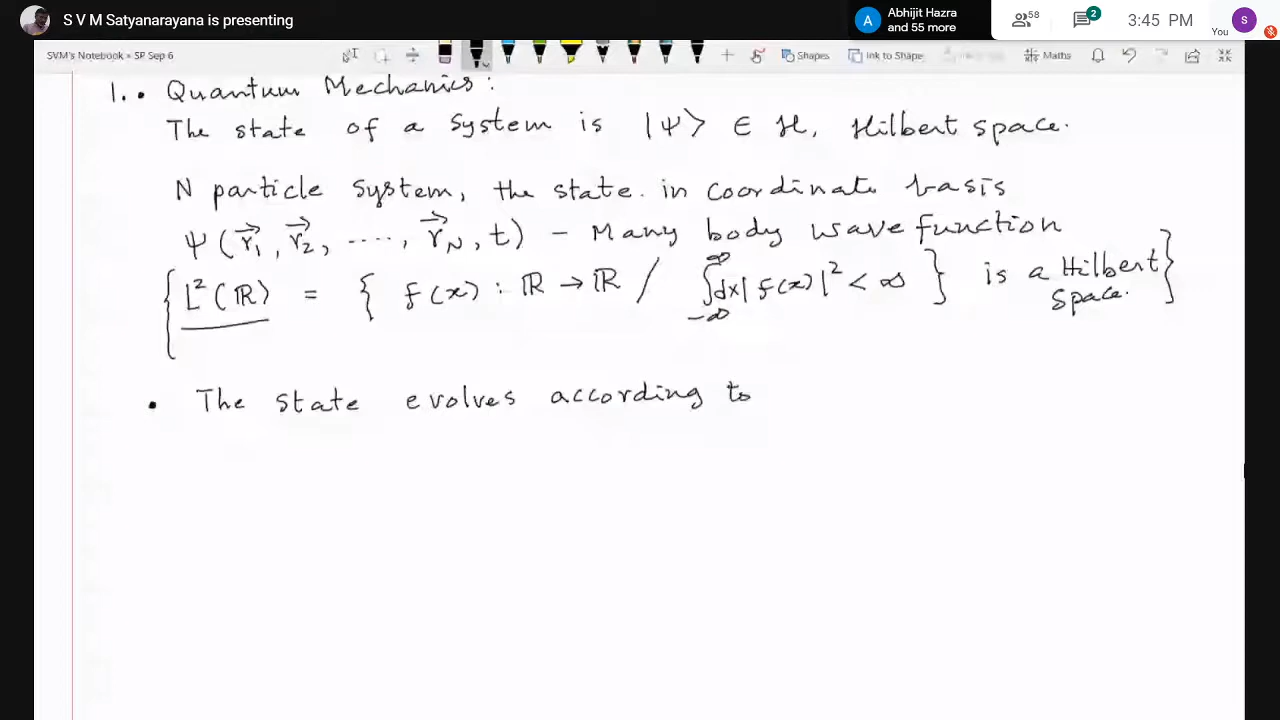 S V M Satyanarayana is presenting
Abhijit Hazra
and 55 more
A
58
2
3:45 PM
S
You
SVM's Notebook » SP Sep 6
Shapes
Ink to Shape
Maths
1. • Quantum Mechanics:
The state of a system is |Ψ⟩ ∈ ℋ, Hilbert space.
N particle system, the state in coordinate basis
Ψ(r⃗₁, r⃗₂, ...., r⃗_N, t) – Many body wave function
{ L²(ℝ) = { f(x) : ℝ → ℝ / ∫_{-∞}^{∞} dx |f(x)|² < ∞ } is a Hilbert space. }
• The state evolves according to